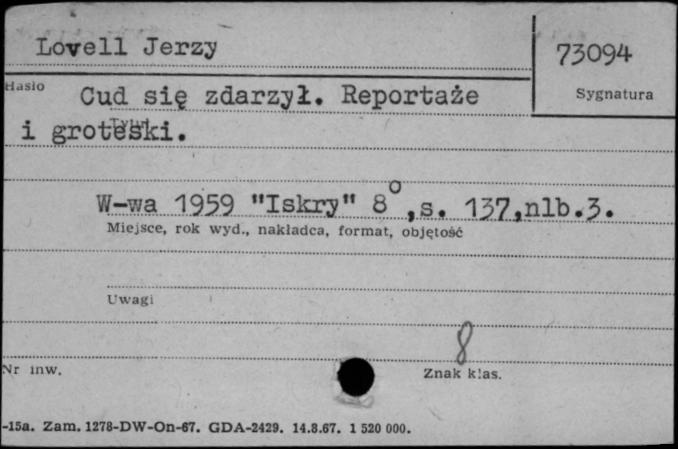 Lovell Jerzy
73094
Hasło
Cud się zdarzył. Reportaże
Sygnatura
Tytuł
i groteski.
W-wa 1959 "Iskry" 8°,s. 137,nlb.3.
Miejsce, rok wyd., nakładca, format, objętość
Uwagi
8
Nr inw.
Znak klas.
-15a. Zam. 1278-DW-On-67. GDA-2429. 14.8.67. 1 520 000.